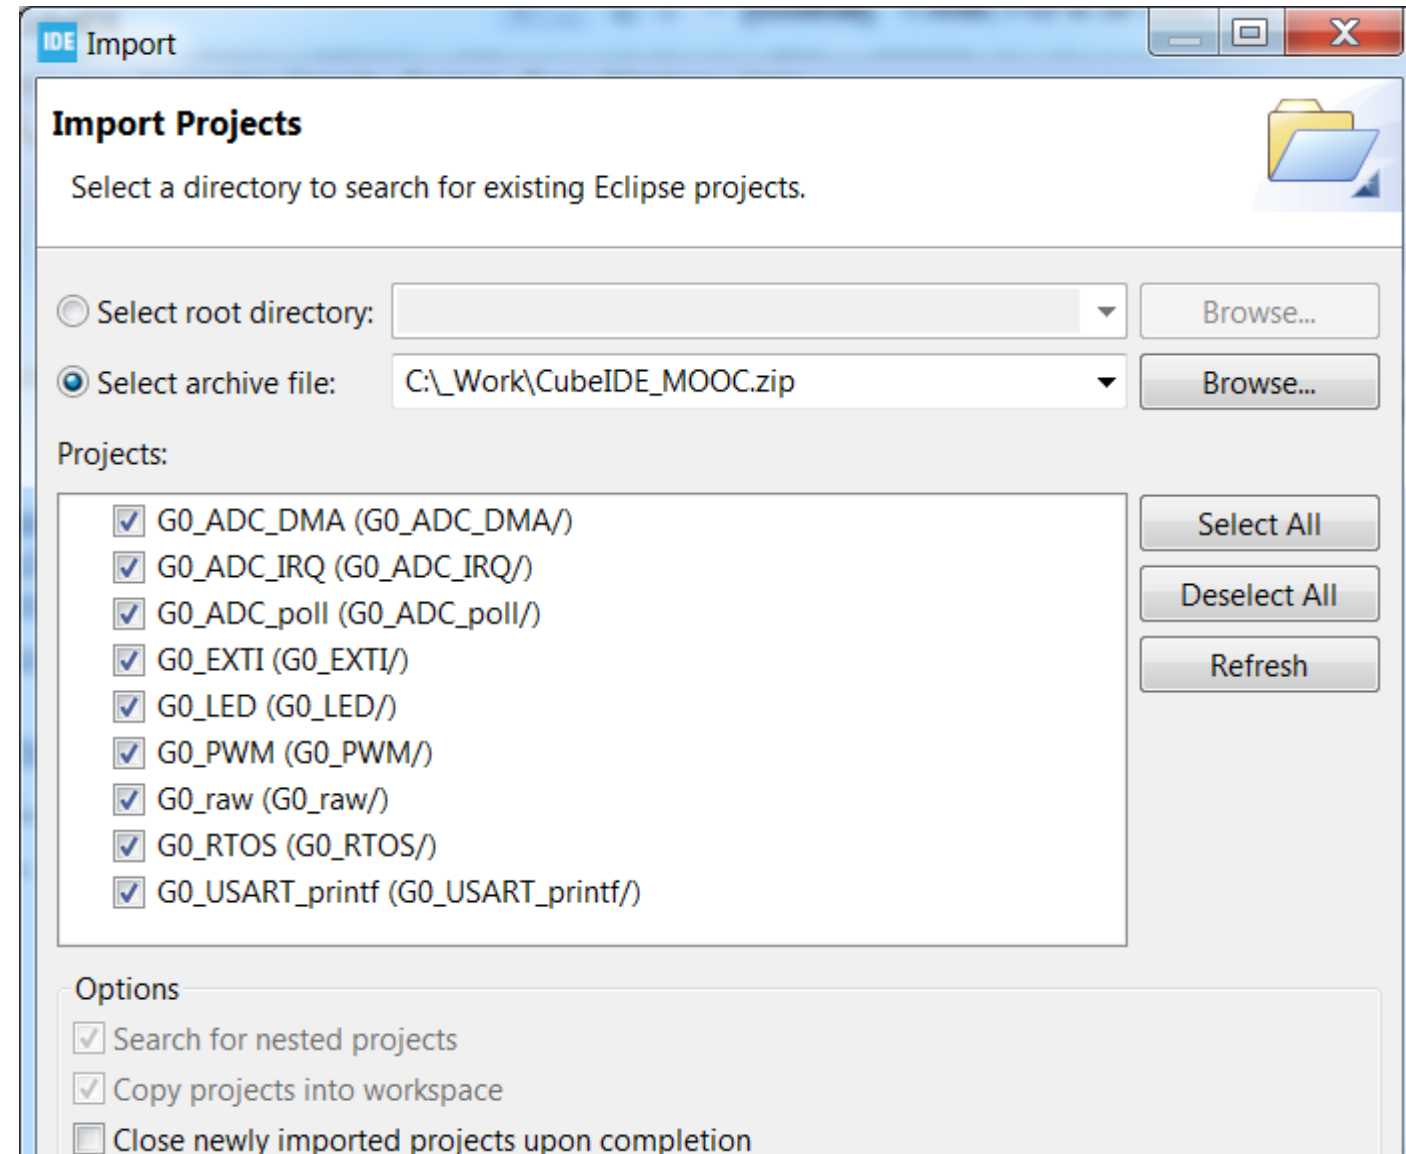 IDE Import
Import Projects
Select a directory to search for existing Eclipse projects.
Select root directory: Browse...
Select archive file: C:\_Work\CubeIDE_MOOC.zip Browse...
Projects:
G0_ADC_DMA (G0_ADC_DMA/) Select All
G0_ADC_IRQ (G0_ADC_IRQ/)
Deselect All
G0_ADC_poll (G0_ADC_poll/)
G0_EXTI (G0_EXTI/) Refresh
G0_LED (G0_LED/)
G0_PWM (G0_PWM/)
G0_raw (G0_raw/)
G0_RTOS (G0_RTOS/)
G0_USART_printf (G0_USART_printf/)
Options
Search for nested projects
Copy projects into workspace
Close newly imported projects upon completion